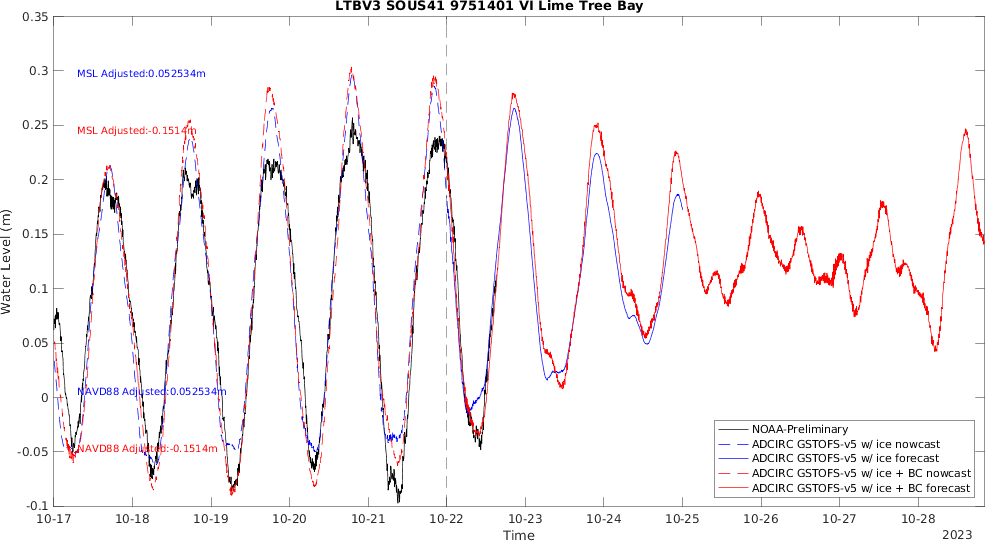 LTBV3 SOUS41 9751401 VI Lime Tree Bay
0.35
0.3
0.25
0.2
0.15
0.1
0.05
0
-0.05
-0.1
Water Level (m)
MSL Adjusted:0.052534m
MSL Adjusted:-0.1514m
NAVD88 Adjusted:0.052534m
NAVD88 Adjusted:-0.1514m
NOAA-Preliminary
ADCIRC GSTOFS-v5 w/ ice nowcast
ADCIRC GSTOFS-v5 w/ ice forecast
ADCIRC GSTOFS-v5 w/ ice + BC nowcast
ADCIRC GSTOFS-v5 w/ ice + BC forecast
10-17 10-18 10-19 10-20 10-21 10-22 10-23 10-24 10-25 10-26 10-27 10-28
Time
2023